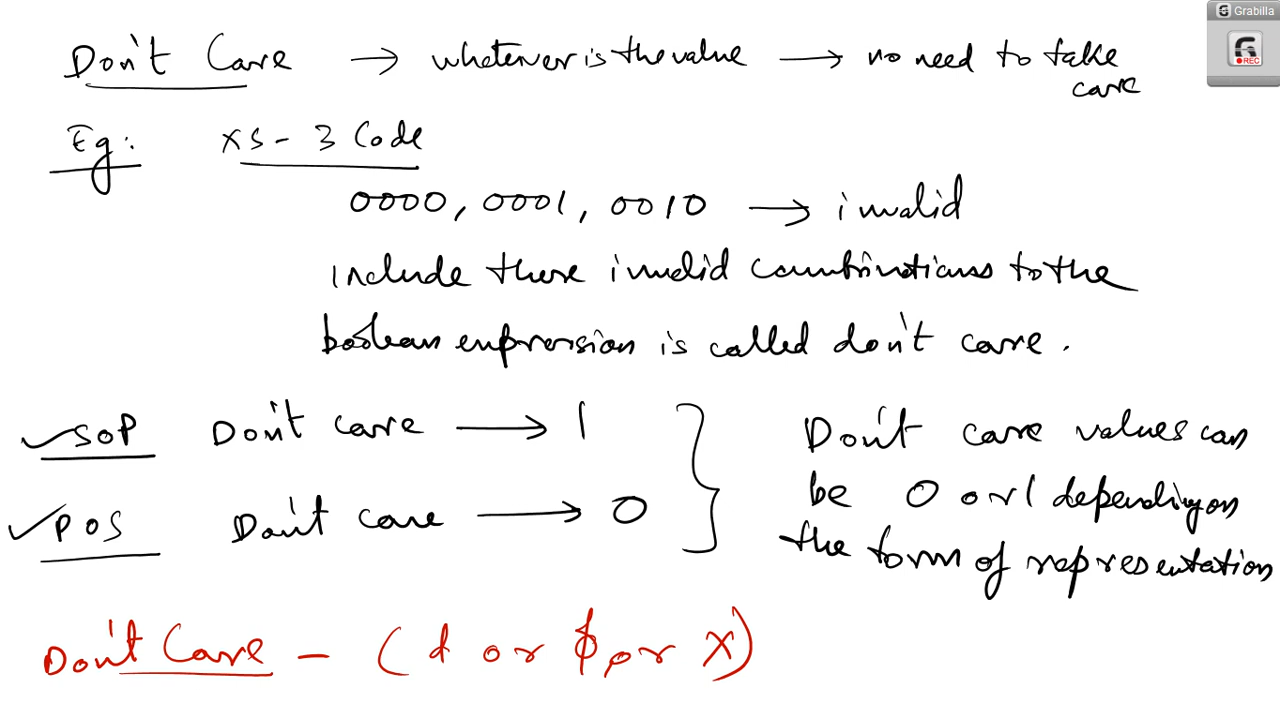 Don't Care → whatever is the value → no need to take
care
Eg: XS-3 Code
0000, 0001, 0010 → invalid
Include these invalid combinations to the
boolean expression is called don't care.
SOP Don't care → 1
POS Don't care → 0
Don't care values can
be 0 or 1 depending on
the form of representation
Don't Care - (d or ϕ or X)
Grabilla
REC